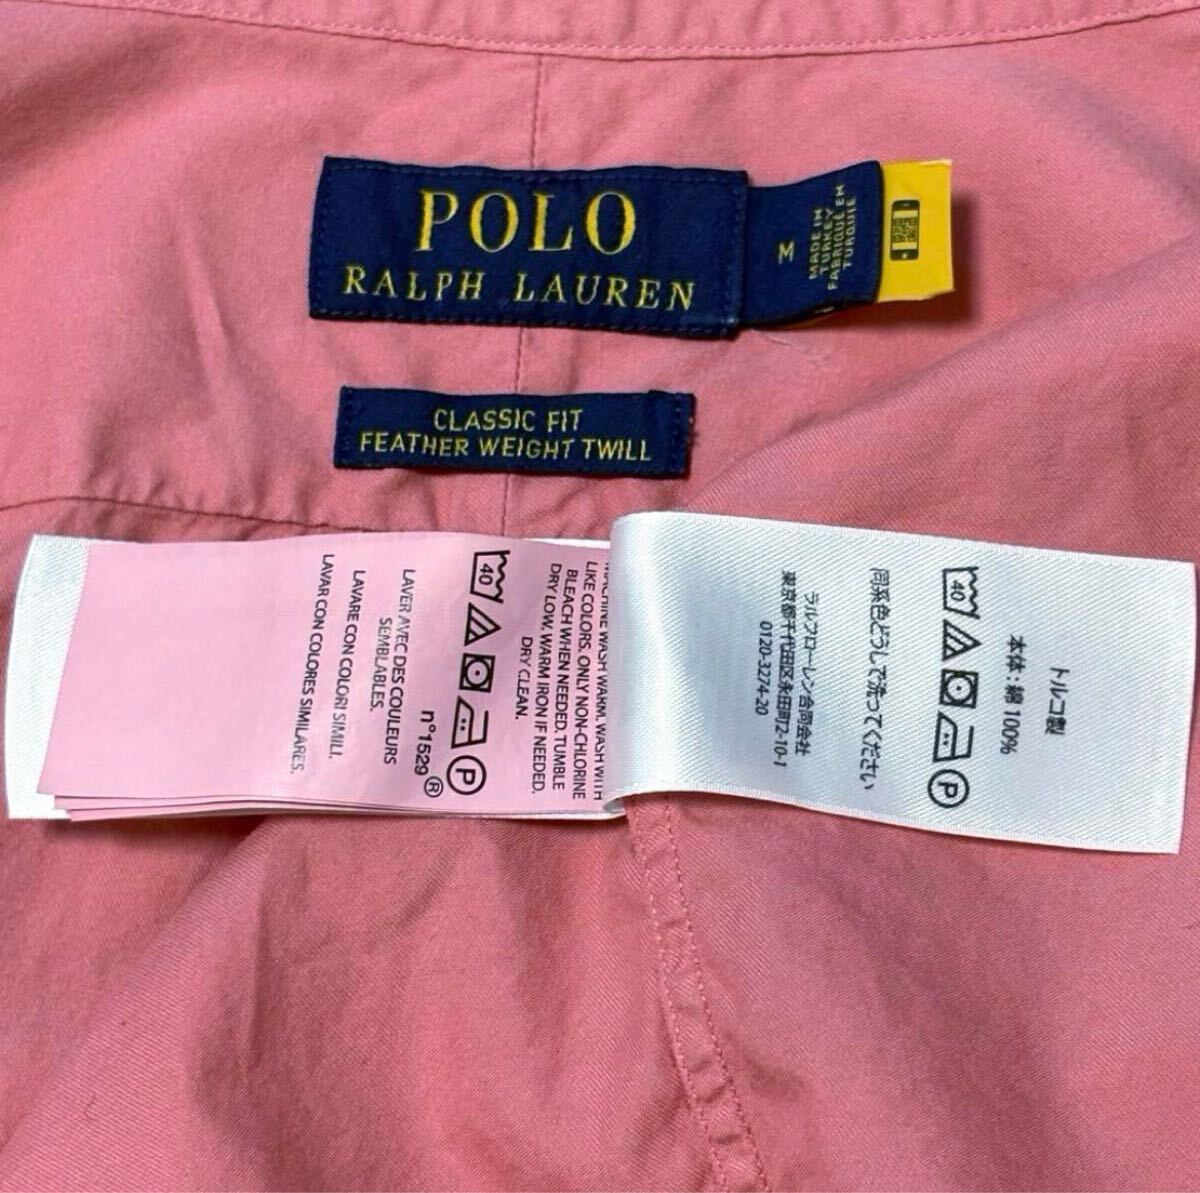 POLO
RALPH LAUREN
M
MADE IN
TURKEY
FABRIQUÉ EN
TURQUIE
CLASSIC FIT
FEATHER WEIGHT TWILL
MACHINE WASH WARM. WASH WITH
LIKE COLORS. ONLY NON-CHLORINE
BLEACH WHEN NEEDED. TUMBLE
DRY LOW. WARM IRON IF NEEDED.
DRY CLEAN.
40
P
n°1529®
LAVER AVEC DES COULEURS
SEMBLABLES.
LAVARE CON COLORI SIMILI.
LAVAR CON COLORES SIMILARES.
トルコ製
本体 : 綿 100%
40
P
同系色どうしで洗ってください
ラルフローレン合同会社
東京都千代田区永田町2-10-1
0120-3274-20